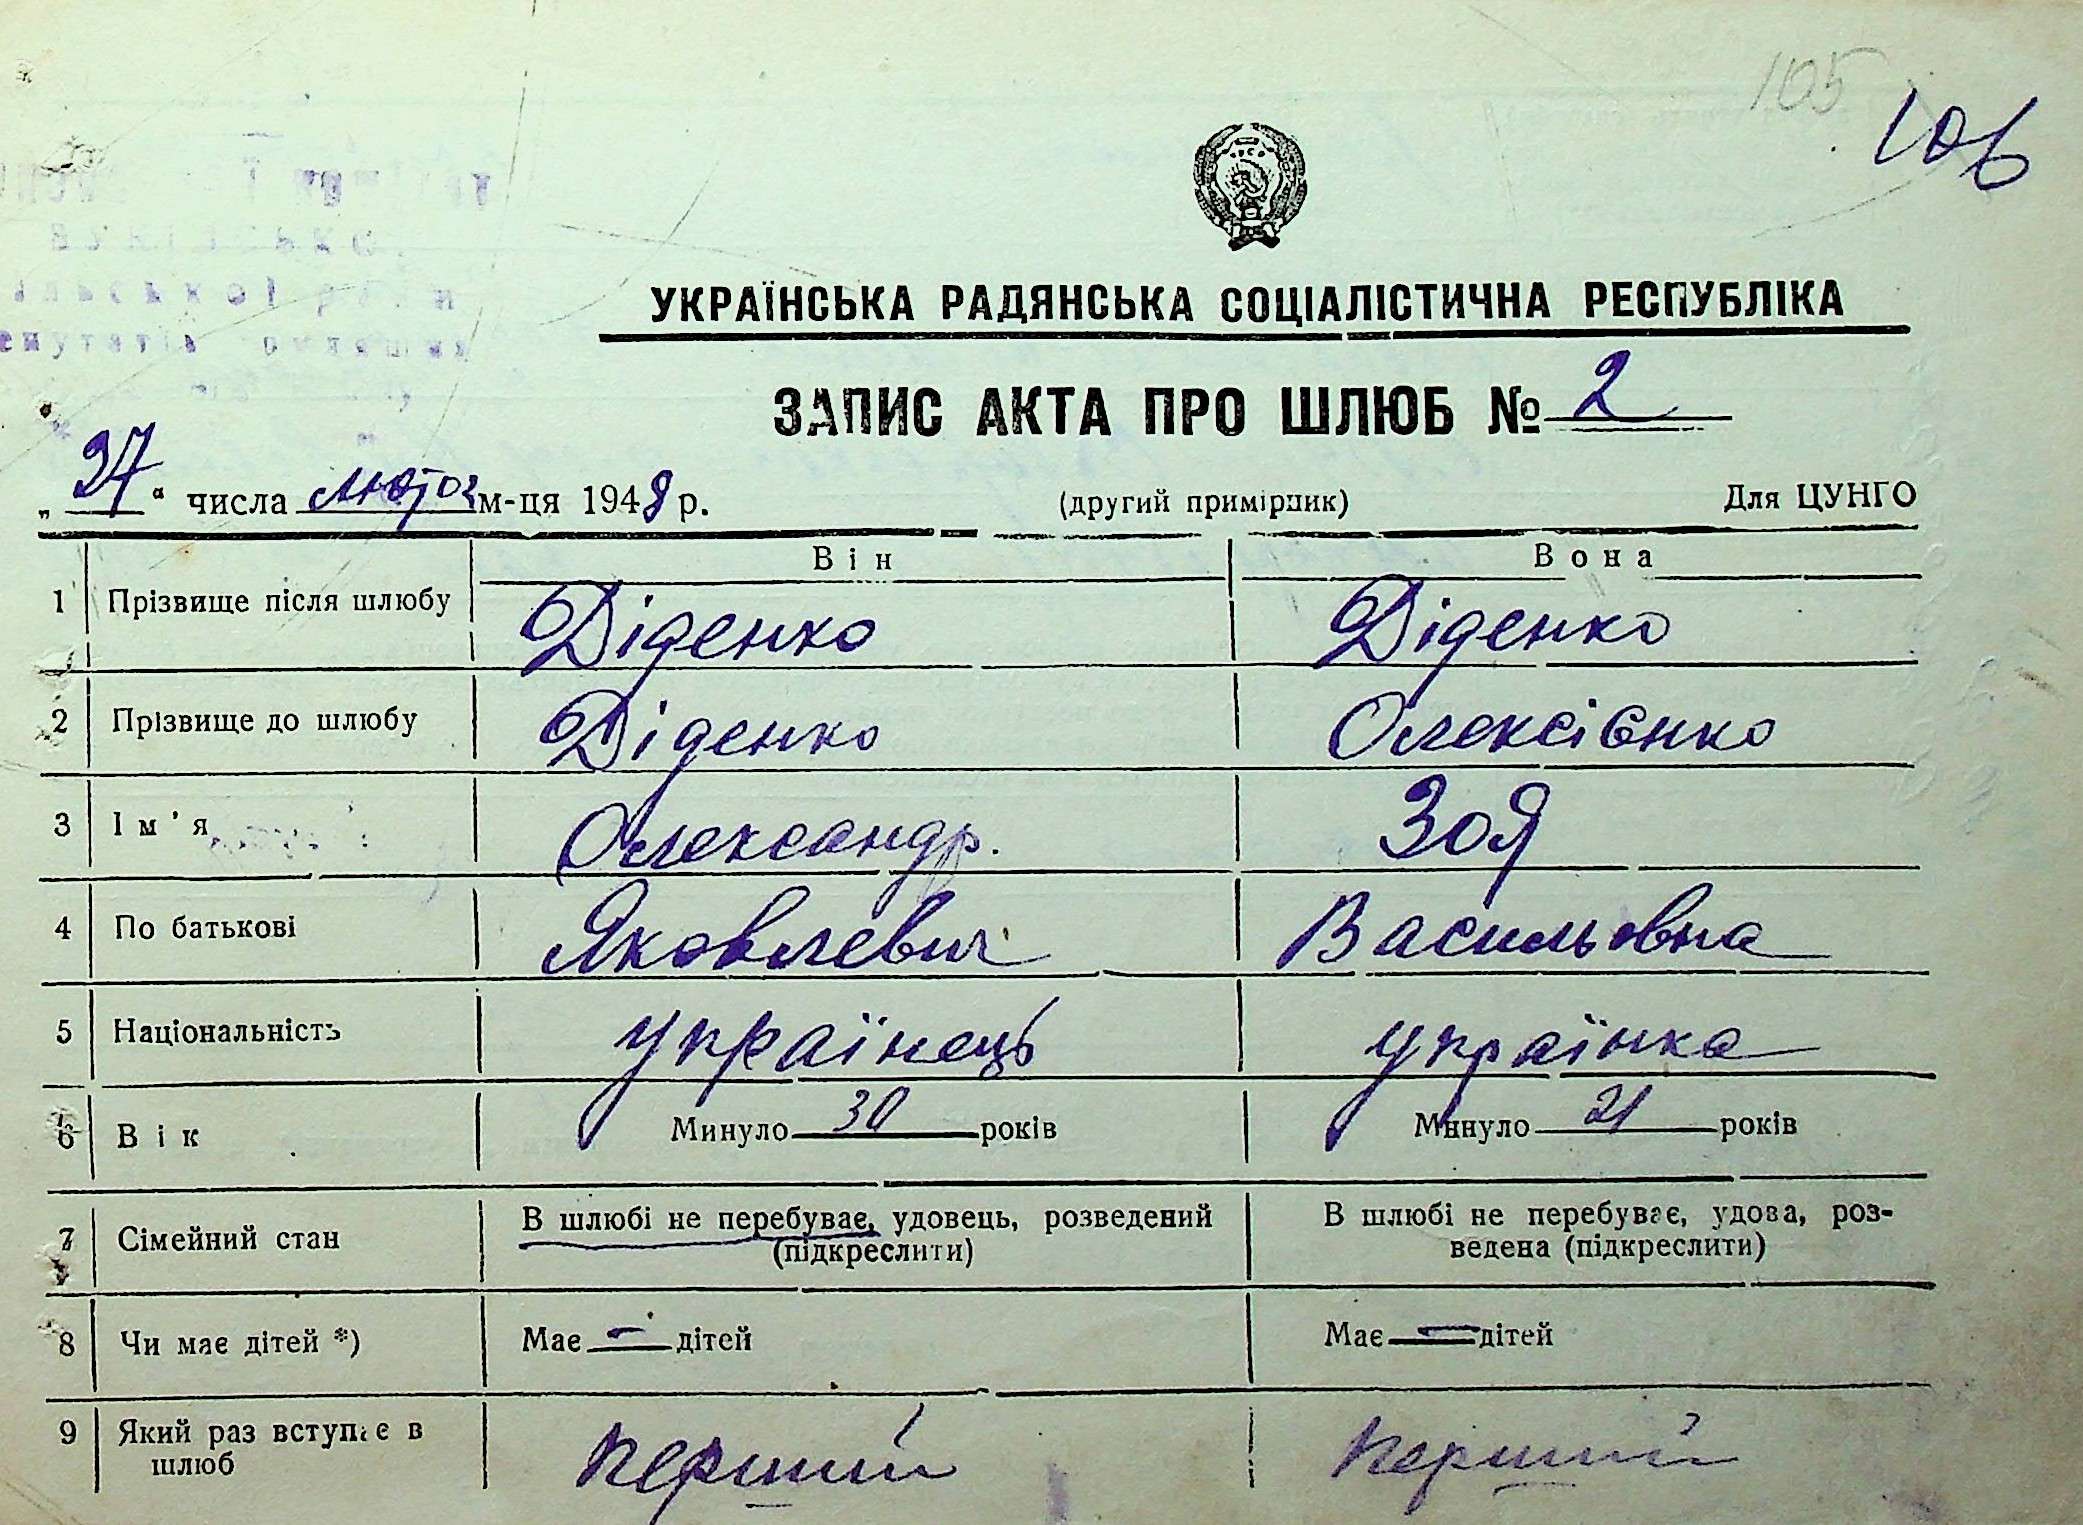 105
106
УКРАЇНСЬКА РАДЯНСЬКА СОЦІАЛІСТИЧНА РЕСПУБЛІКА
ЗАПИС АКТА ПРО ШЛЮБ № 2
„27“ числа лютого м-ця 1948 р. (другий примірник) Для ЦУНГО
Він Вона
1 Прізвище після шлюбу Діденко Діденко
2 Прізвище до шлюбу Діденко Олексієнко
3 Ім'я Олександр. Зоя
4 По батькові Яковлевич Васильовна
5 Національність українець українка
6 Вік Минуло 30 років Минуло 21 років
7 Сімейний стан В шлюбі не перебуває, удовець, розведений В шлюбі не перебуває, удова, роз-
(підкреслити) ведена (підкреслити)
8 Чи має дітей *) Має — дітей Має — дітей
9 Який раз вступає в перший перший
шлюб